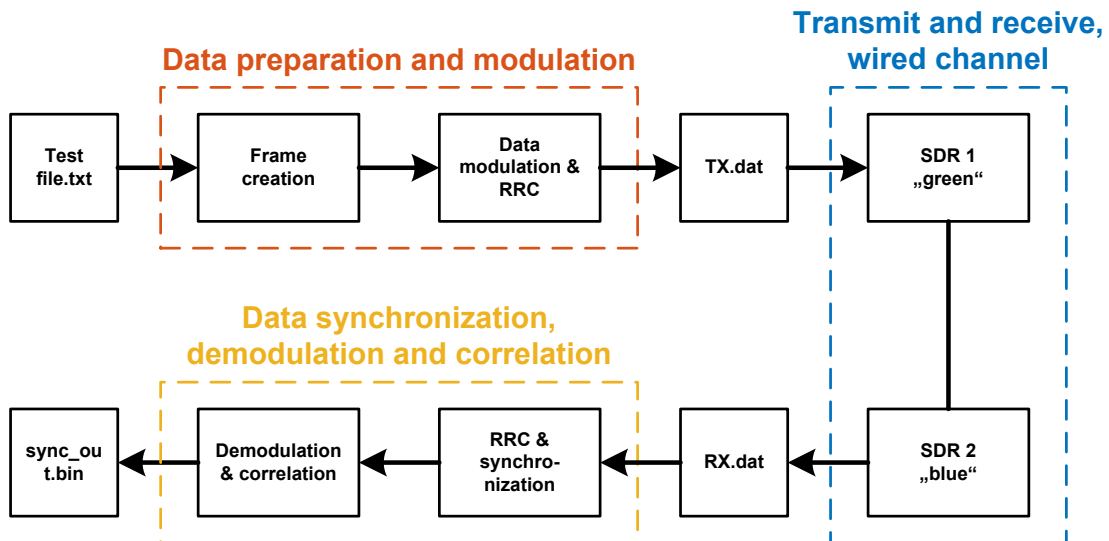 Transmit and receive,
wired channel
Data preparation and modulation
Test
file.txt
Frame
creation
Data
modulation &
RRC
TX.dat
SDR 1
„green“
Data synchronization,
demodulation and correlation
sync_ou
t.bin
Demodulation
& correlation
RRC &
synchro-
nization
RX.dat
SDR 2
„blue“